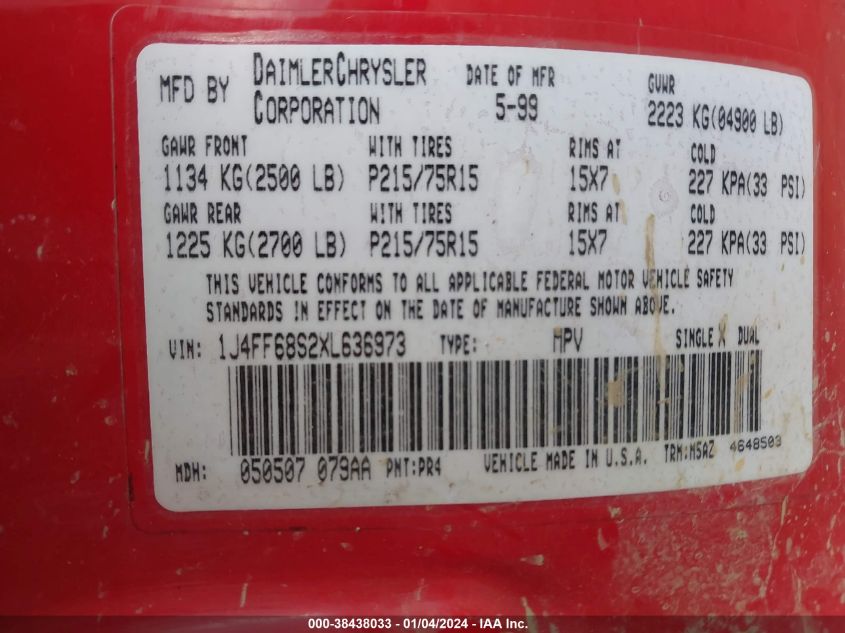 MFD BY DAIMLERCHRYSLER CORPORATION DATE OF MFR 5-99 GVWR 2223 KG(04900 LB)
GAWR FRONT WITH TIRES RIMS AT COLD
1134 KG(2500 LB) P215/75R15 15X7 227 KPA(33 PSI)
GAWR REAR WITH TIRES RIMS AT COLD
1225 KG(2700 LB) P215/75R15 15X7 227 KPA(33 PSI)
THIS VEHICLE CONFORMS TO ALL APPLICABLE FEDERAL MOTOR VEHICLE SAFETY
STANDARDS IN EFFECT ON THE DATE OF MANUFACTURE SHOWN ABOVE.
VIN: 1J4FF68S2XL636973 TYPE: MPV SINGLE X DUAL
MDH: 050507 079AA PNT:PR4 VEHICLE MADE IN U.S.A. TRM:MSAZ 4648503
000-38438033 - 01/04/2024 - IAA Inc.